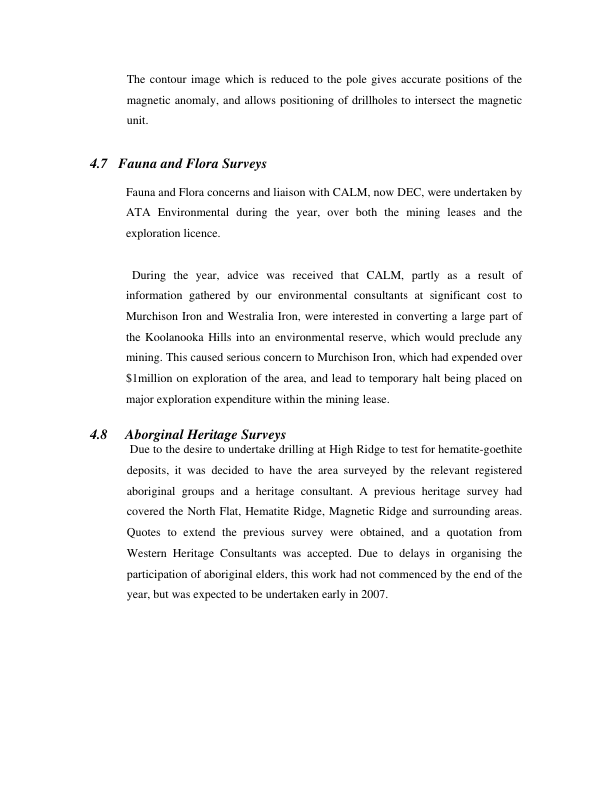 The contour image which is reduced to the pole gives accurate positions of the
magnetic anomaly, and allows positioning of drillholes to intersect the magnetic
unit.
4.7 Fauna and Flora Surveys
Fauna and Flora concerns and liaison with CALM, now DEC, were undertaken by
ATA Environmental during the year, over both the mining leases and the
exploration licence.
During the year, advice was received that CALM, partly as a result of
information gathered by our environmental consultants at significant cost to
Murchison Iron and Westralia Iron, were interested in converting a large part of
the Koolanooka Hills into an environmental reserve, which would preclude any
mining. This caused serious concern to Murchison Iron, which had expended over
$1million on exploration of the area, and lead to temporary halt being placed on
major exploration expenditure within the mining lease.
4.8 Aborginal Heritage Surveys
Due to the desire to undertake drilling at High Ridge to test for hematite-goethite
deposits, it was decided to have the area surveyed by the relevant registered
aboriginal groups and a heritage consultant. A previous heritage survey had
covered the North Flat, Hematite Ridge, Magnetic Ridge and surrounding areas.
Quotes to extend the previous survey were obtained, and a quotation from
Western Heritage Consultants was accepted. Due to delays in organising the
participation of aboriginal elders, this work had not commenced by the end of the
year, but was expected to be undertaken early in 2007.